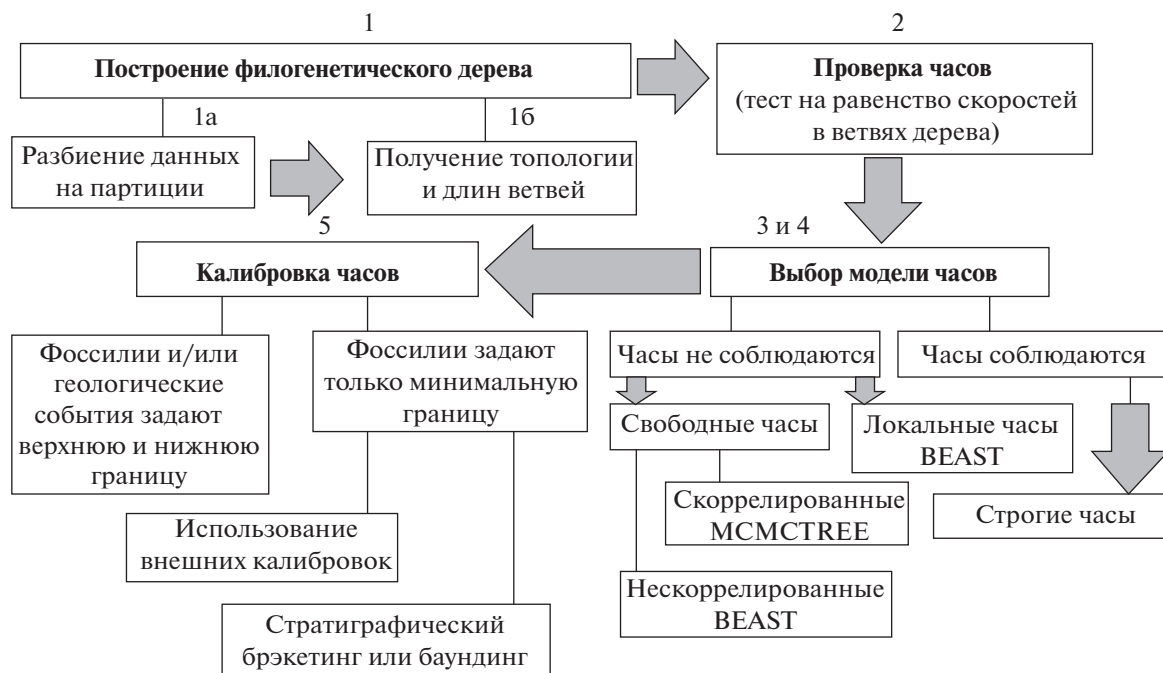 1
Построение филогенетического дерева
1а
Разбиение данных
на партиции
1б
Получение топологии
и длин ветвей
2
Проверка часов
(тест на равенство скоростей
в ветвях дерева)
3 и 4
Выбор модели часов
5
Калибровка часов
Фоссилии и/или
геологические
события задают
верхнюю и нижнюю
границу
Фоссилии задают
только минимальную
границу
Использование
внешних калибровок
Стратиграфический
брэкетинг или баундинг
Часы не соблюдаются
Свободные часы
Скоррелированные
MCMCTREE
Нескоррелированные
BEAST
Локальные часы
BEAST
Часы соблюдаются
Строгие часы